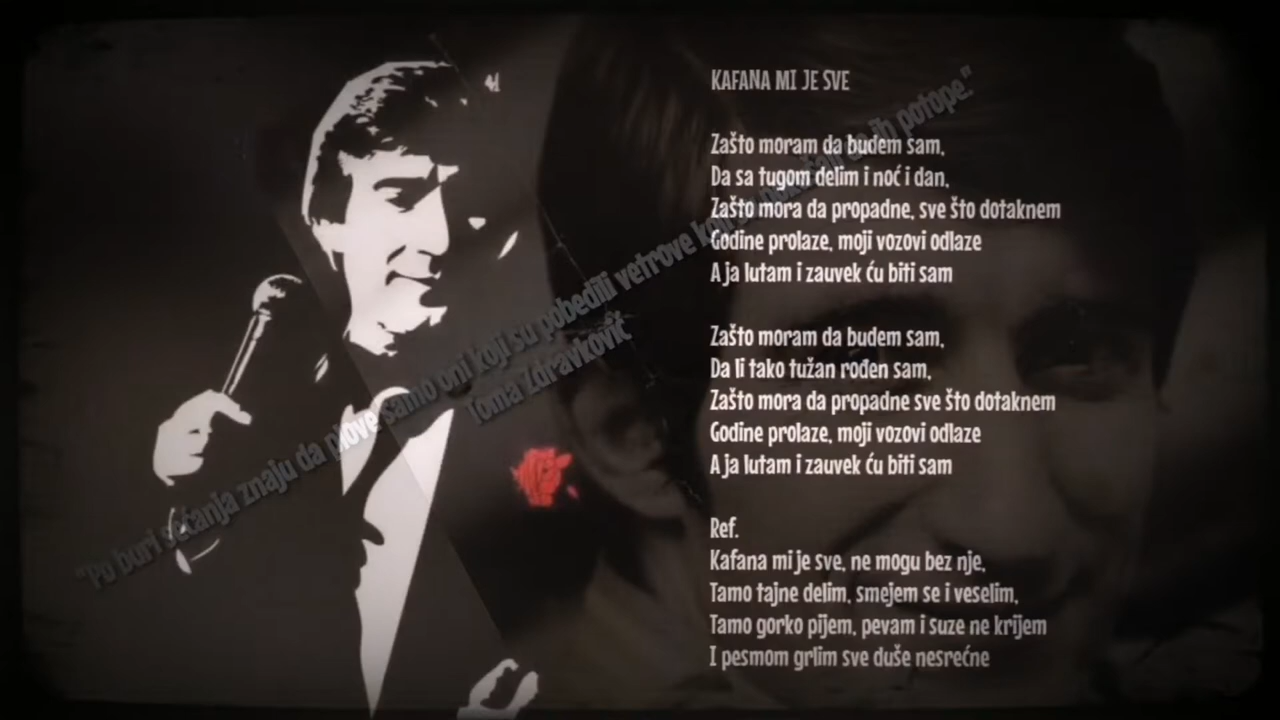 KAFANA MI JE SVE
Zašto moram da budem sam,
Da sa tugom delim i noć i dan,
Zašto mora da propadne, sve što dotaknem
Godine prolaze, moji vozovi odlaze
A ja lutam i zauvek ću biti sam
Zašto moram da budem sam,
Da li tako tužan rođen sam,
Zašto mora da propadne sve što dotaknem
Godine prolaze, moji vozovi odlaze
A ja lutam i zauvek ću biti sam
Ref.
Kafana mi je sve, ne mogu bez nje,
Tamo tajne delim, smejem se i veselim,
Tamo gorko pijem, pevam i suze ne krijem
I pesmom grlim sve duše nesrećne
"Po buri sećanja znaju da plove samo oni koji su pobedili vetrove koji ih potope."
Toma Zdravković